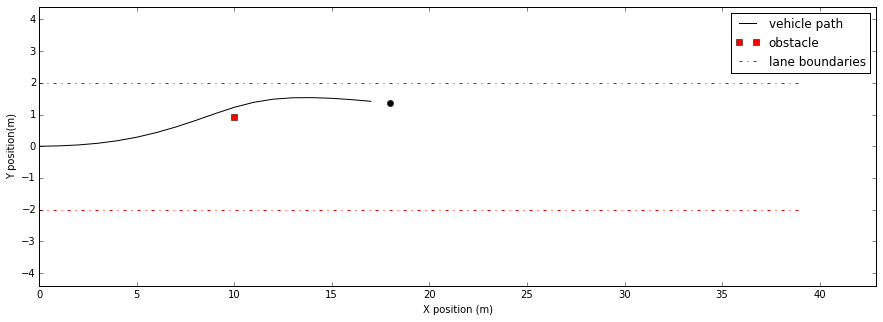 4
3
2
1
0
−1
−2
−3
−4
Y position(m)
vehicle path
obstacle
lane boundaries
0 5 10 15 20 25 30 35 40
X position (m)